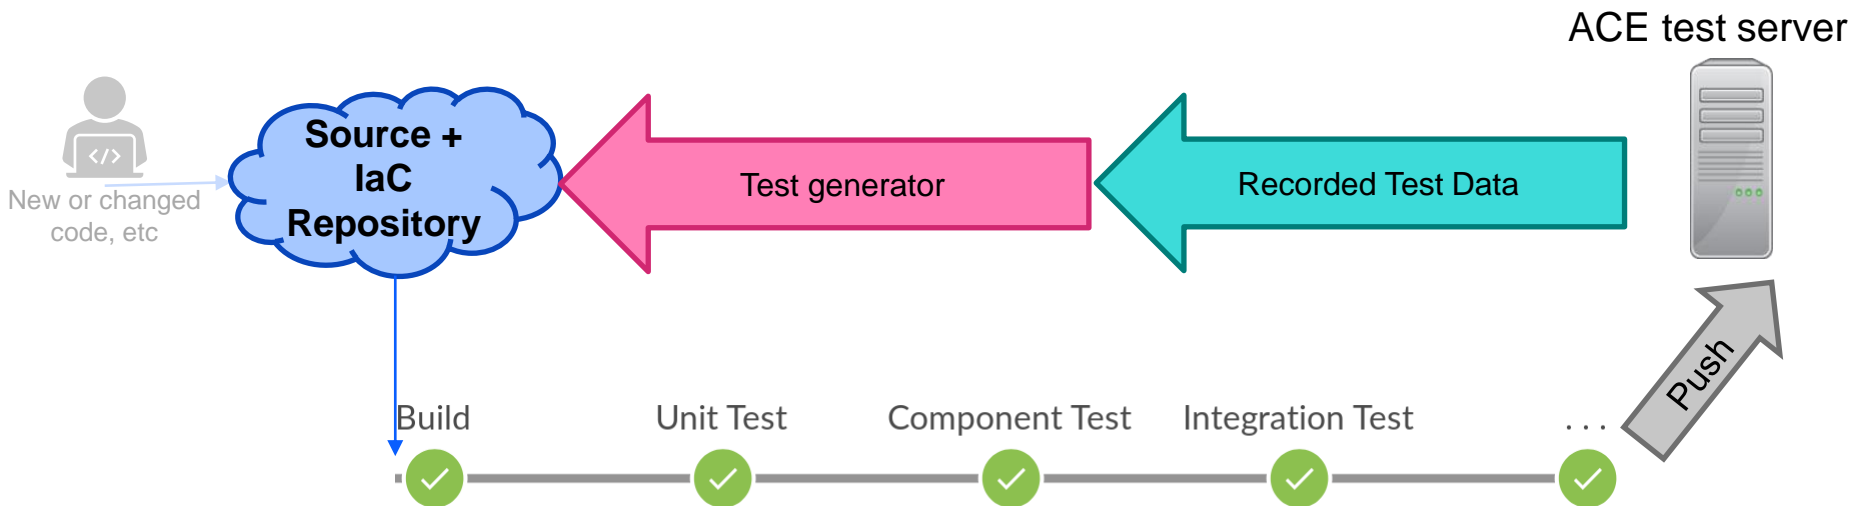 ACE test server
Source +
IaC
Repository
Test generator
Recorded Test Data
New or changed
code, etc
Push
Build
Unit Test
Component Test
Integration Test
. . .